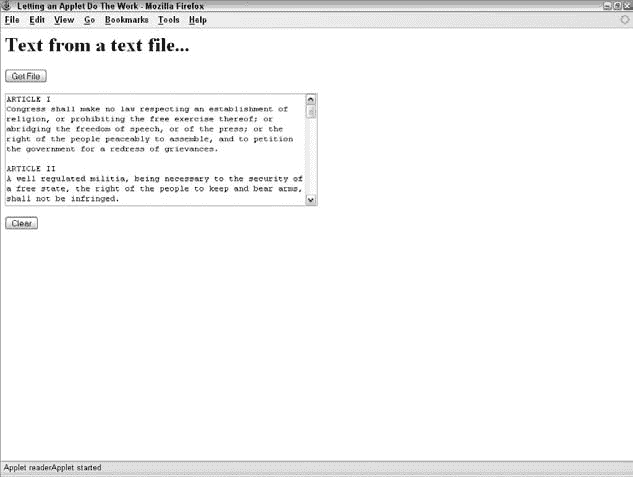 Letting an Applet Do The Work - Mozilla Firefox
File Edit View Go Bookmarks Tools Help
Text from a text file...
Get File
ARTICLE I
Congress shall make no law respecting an establishment of
religion, or prohibiting the free exercise thereof; or
abridging the freedom of speech, or of the press; or the
right of the people peaceably to assemble, and to petition
the government for a redress of grievances.
ARTICLE II
A well regulated militia, being necessary to the security of
a free state, the right of the people to keep and bear arms,
shall not be infringed.
Clear
Applet readerApplet started